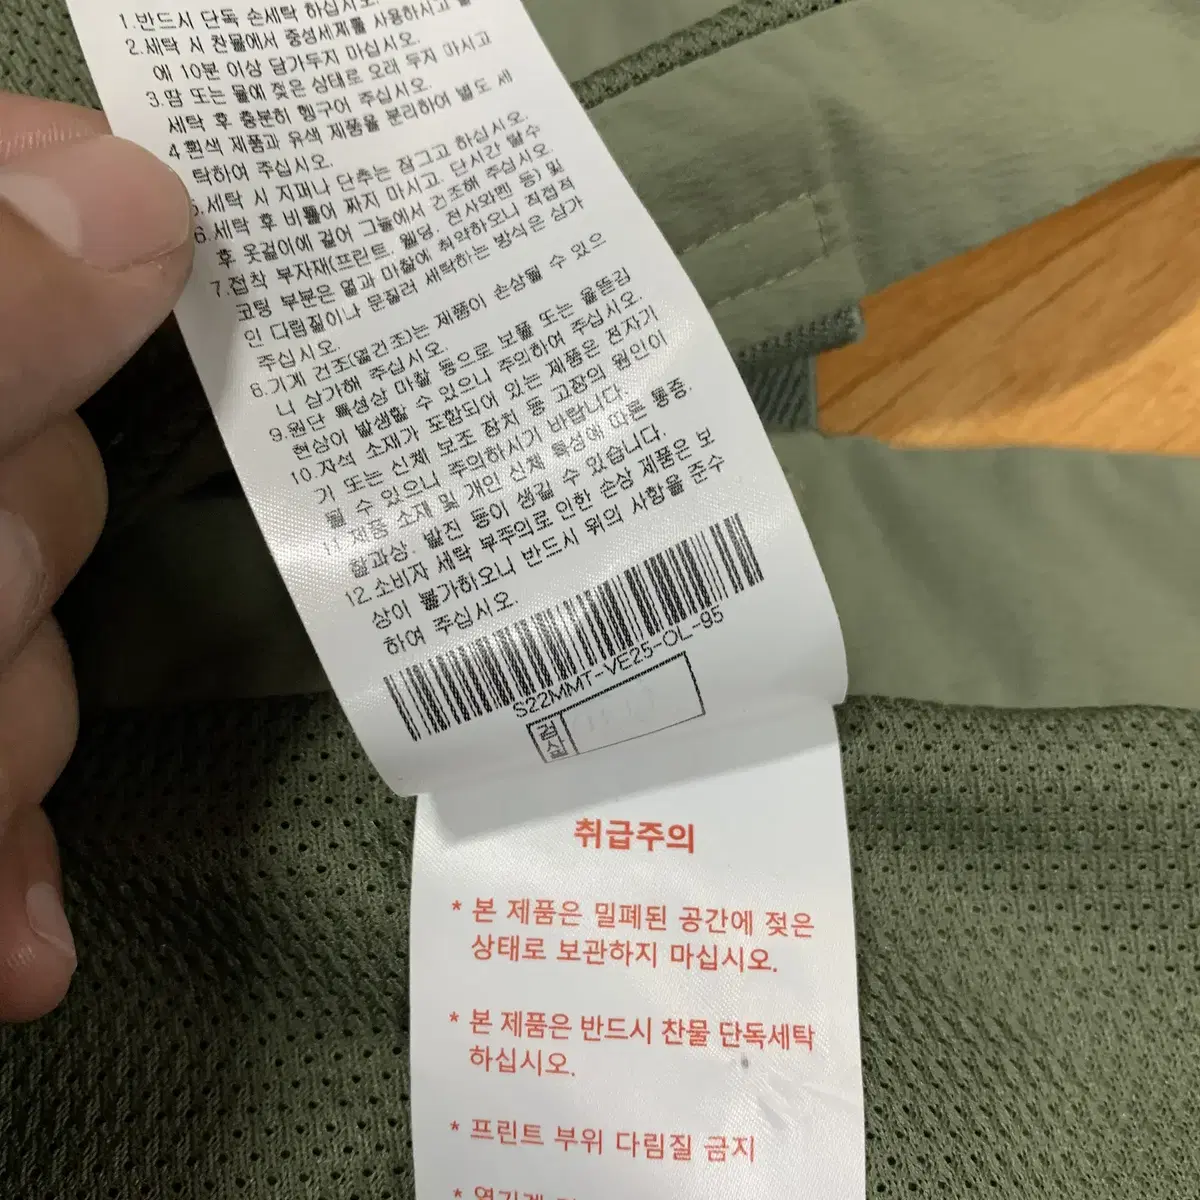 1.반드시 단독 손세탁 하십시오.
2.세탁 시 찬물에서 중성세제를 사용하시고 물
에 10분 이상 담가두지 마십시오.
3.땀 또는 물에 젖은 상태로 오래 두지 마시고
세탁 후 충분히 헹구어 주십시오.
4.흰색 제품과 유색 제품을 분리하여 별도 세
탁하여 주십시오.
5.세탁 시 지퍼나 단추는 잠그고 하십시오.
6.세탁 후 비틀어 짜지 마시고. 단시간 탈수
후 옷걸이에 걸어 그늘에서 건조해 주십시오.
7.접착 부자재(프린트, 웰딩, 전사와펜 등) 및
코팅 부분은 열과 마찰에 취약하오니 직접적
인 다림질이나 문질러 세탁하는 방식은 삼가
주십시오.
8.기계 건조(열건조)는 제품이 손상될 수 있으
니 삼가해 주십시오.
9.원단 특성상 마찰 등으로 보풀 또는 올뜯김
현상이 발생할 수 있으니 주의하여 주십시오.
10.자석 소재가 포함되어 있는 제품은 전자기
기 또는 신체 보조 장치 등 고장의 원인이
될 수 있으니 주의하시기 바랍니다.
11.제품 소재 및 개인 신체 특성에 따른 통증,
찰과상, 발진 등이 생길 수 있습니다.
12.소비자 세탁 부주의로 인한 손상 제품은 보
상이 불가하오니 반드시 위의 사항을 준수
하여 주십시오.
S22MMT-VE25-OL-95
검사실
취급주의
* 본 제품은 밀폐된 공간에 젖은
상태로 보관하지 마십시오.
* 본 제품은 반드시 찬물 단독세탁
하십시오.
* 프린트 부위 다림질 금지